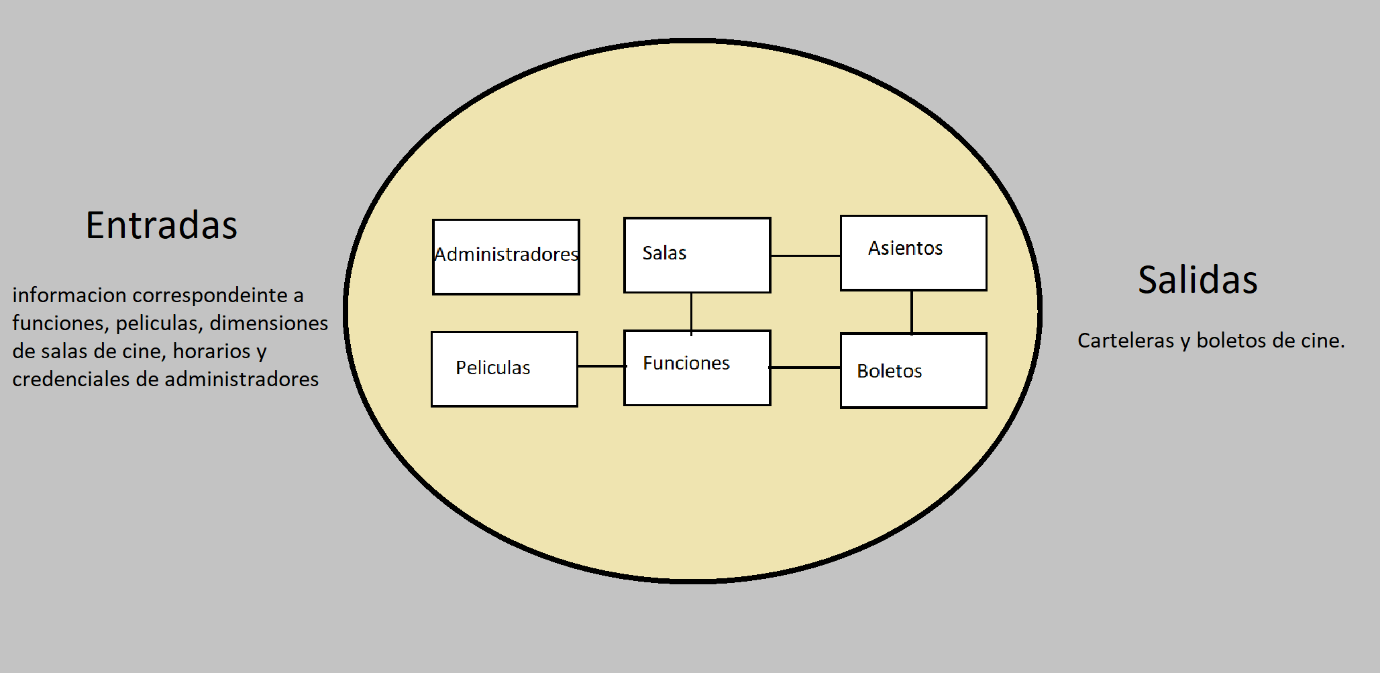 Entradas
informacion correspondeinte a
funciones, peliculas, dimensiones
de salas de cine, horarios y
credenciales de administradores
Administradores
Salas
Asientos
Peliculas
Funciones
Boletos
Salidas
Carteleras y boletos de cine.